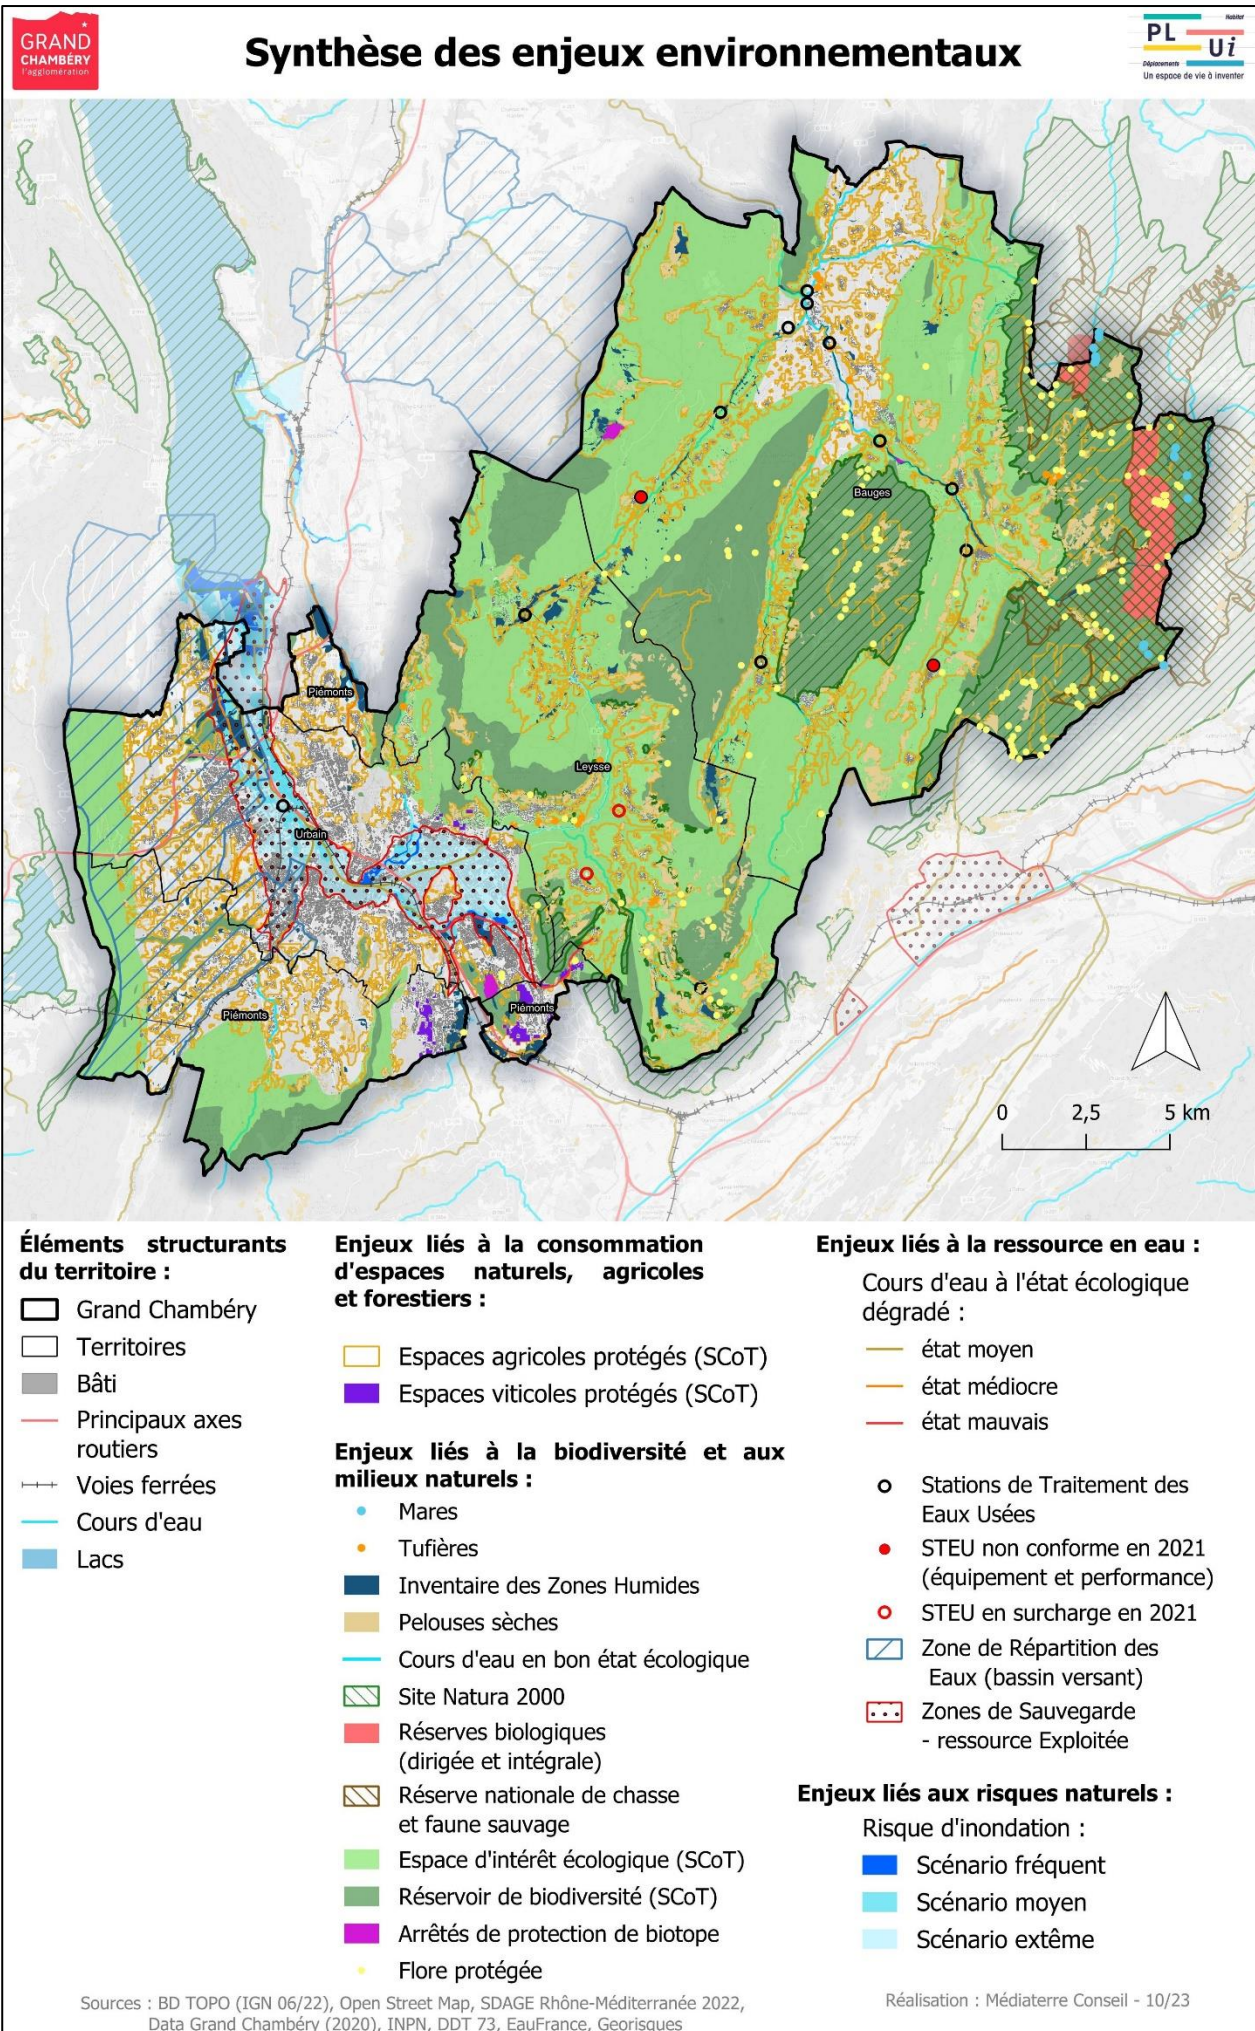 GRAND
CHAMBÉRY
l'agglomération
Synthèse des enjeux environnementaux
Habitat
PL
Ui
Déplacements
Un espace de vie à inventer
Bauges
Piémonts
Leysse
Urbain
Piémonts
Piémonts
0 2,5 5 km
Éléments structurants
du territoire :
Grand Chambéry
Territoires
Bâti
Principaux axes
routiers
Voies ferrées
Cours d'eau
Lacs
Enjeux liés à la consommation
d'espaces naturels, agricoles
et forestiers :
Espaces agricoles protégés (SCoT)
Espaces viticoles protégés (SCoT)
Enjeux liés à la biodiversité et aux
milieux naturels :
Mares
Tufières
Inventaire des Zones Humides
Pelouses sèches
Cours d'eau en bon état écologique
Site Natura 2000
Réserves biologiques
(dirigée et intégrale)
Réserve nationale de chasse
et faune sauvage
Espace d'intérêt écologique (SCoT)
Réservoir de biodiversité (SCoT)
Arrêtés de protection de biotope
Flore protégée
Enjeux liés à la ressource en eau :
Cours d'eau à l'état écologique
dégradé :
état moyen
état médiocre
état mauvais
Stations de Traitement des
Eaux Usées
STEU non conforme en 2021
(équipement et performance)
STEU en surcharge en 2021
Zone de Répartition des
Eaux (bassin versant)
Zones de Sauvegarde
- ressource Exploitée
Enjeux liés aux risques naturels :
Risque d'inondation :
Scénario fréquent
Scénario moyen
Scénario extême
Sources : BD TOPO (IGN 06/22), Open Street Map, SDAGE Rhône-Méditerranée 2022,
Data Grand Chambéry (2020), INPN, DDT 73, EauFrance, Georisques
Réalisation : Médiaterre Conseil - 10/23